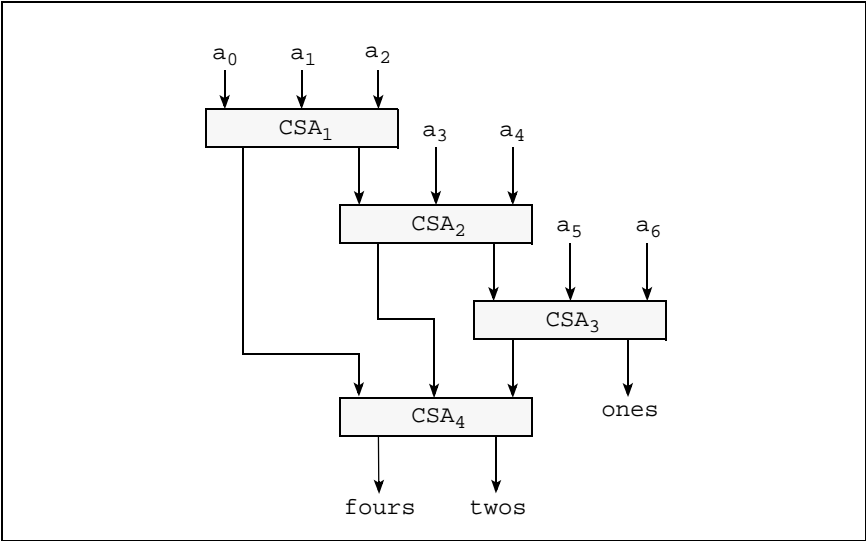 a₀ a₁ a₂
CSA₁
a₃ a₄
CSA₂
a₅ a₆
CSA₃
ones
CSA₄
fours twos